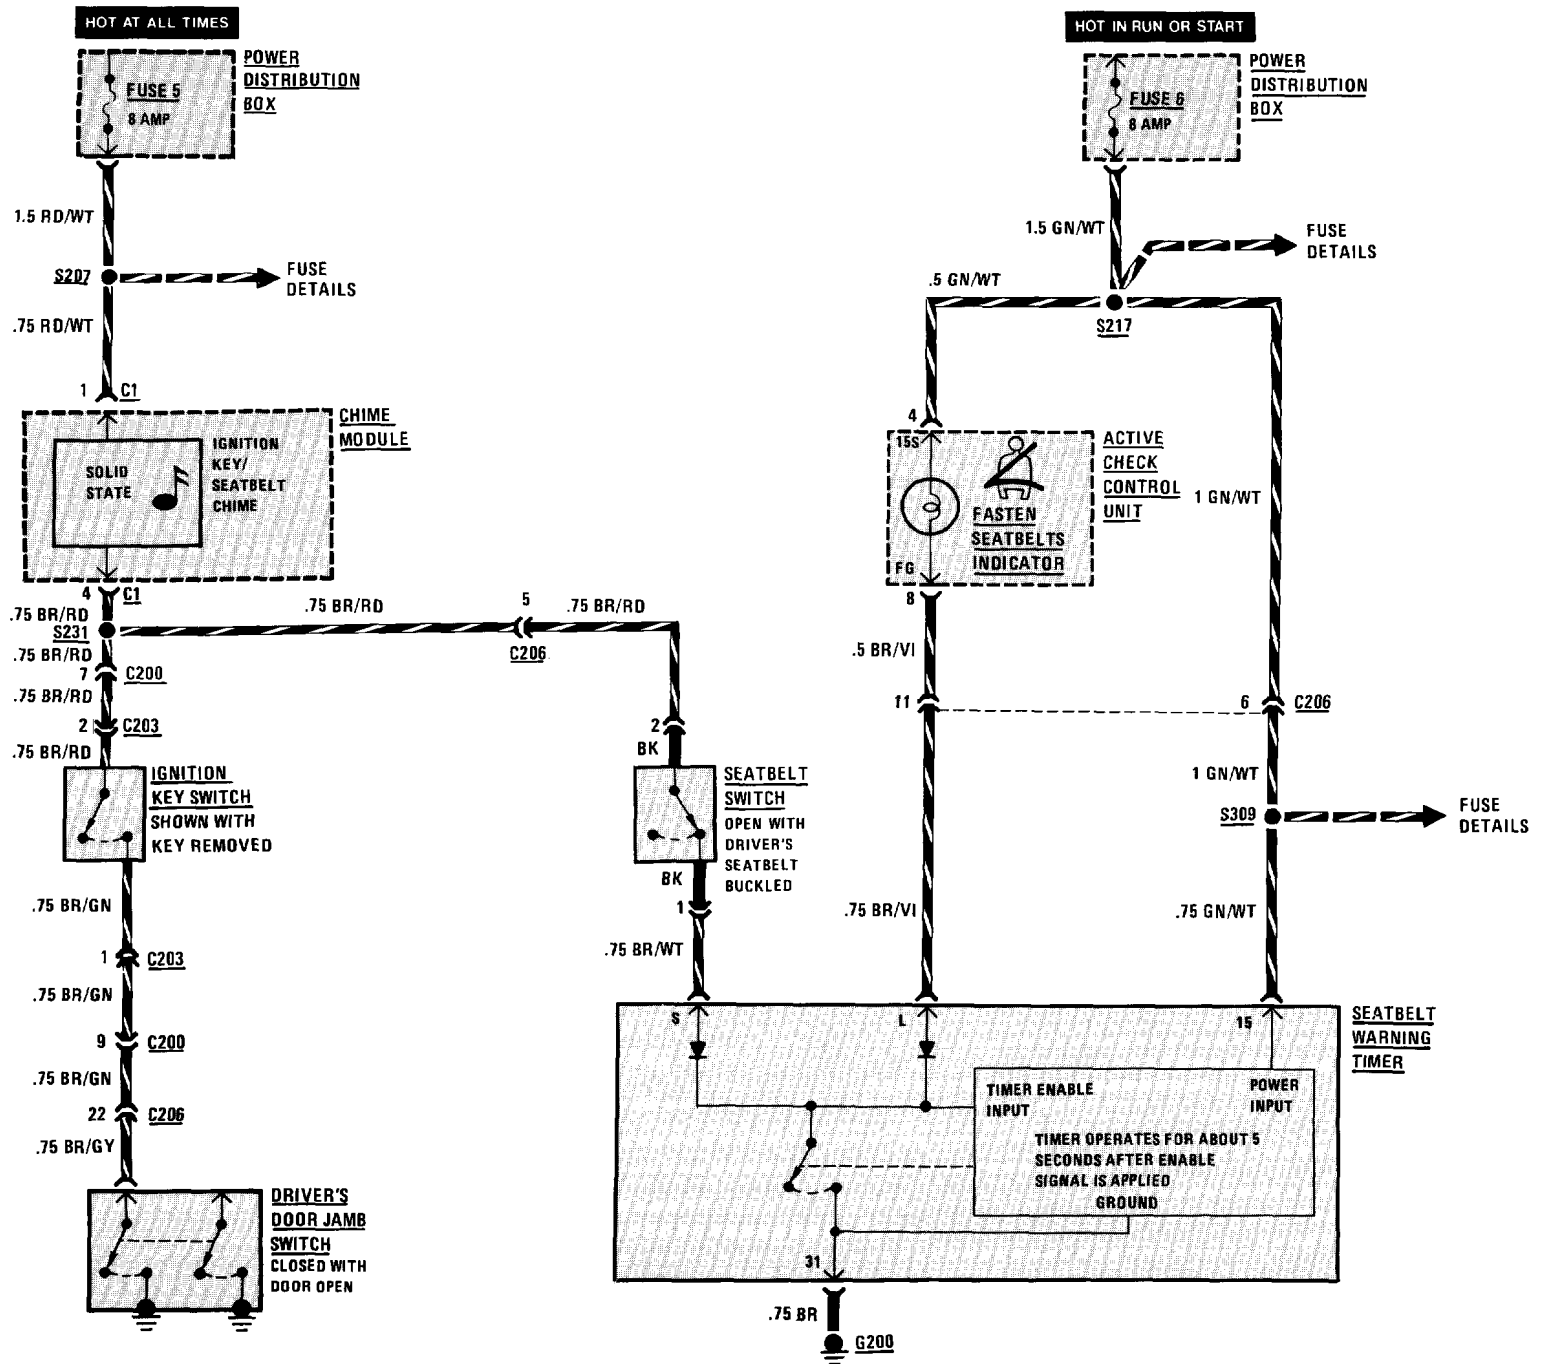 HOT AT ALL TIMES
POWER
DISTRIBUTION
BOX
FUSE 5
8 AMP
1.5 RD/WT
S207
FUSE
DETAILS
.75 RD/WT
1
C1
CHIME
MODULE
SOLID
STATE
IGNITION
KEY/
SEATBELT
CHIME
4
C1
.75 BR/RD
S231
.75 BR/RD
5
.75 BR/RD
C206
.75 BR/RD
7
C200
.75 BR/RD
2
C203
.75 BR/RD
IGNITION
KEY SWITCH
SHOWN WITH
KEY REMOVED
.75 BR/GN
1
C203
.75 BR/GN
9
C200
.75 BR/GN
22
C206
.75 BR/GY
DRIVER'S
DOOR JAMB
SWITCH
CLOSED WITH
DOOR OPEN
2
BK
SEATBELT
SWITCH
OPEN WITH
DRIVER'S
SEATBELT
BUCKLED
BK
1
.75 BR/WT
HOT IN RUN OR START
POWER
DISTRIBUTION
BOX
FUSE 6
8 AMP
1.5 GN/WT
FUSE
DETAILS
.5 GN/WT
S217
4
15S
ACTIVE
CHECK
CONTROL
UNIT
FASTEN
SEATBELTS
INDICATOR
FG
8
1 GN/WT
.5 BR/VI
11
6
C206
1 GN/WT
S309
FUSE
DETAILS
.75 BR/VI
.75 GN/WT
S
L
15
SEATBELT
WARNING
TIMER
TIMER ENABLE
INPUT
POWER
INPUT
TIMER OPERATES FOR ABOUT 5
SECONDS AFTER ENABLE
SIGNAL IS APPLIED
GROUND
31
.75 BR
G200